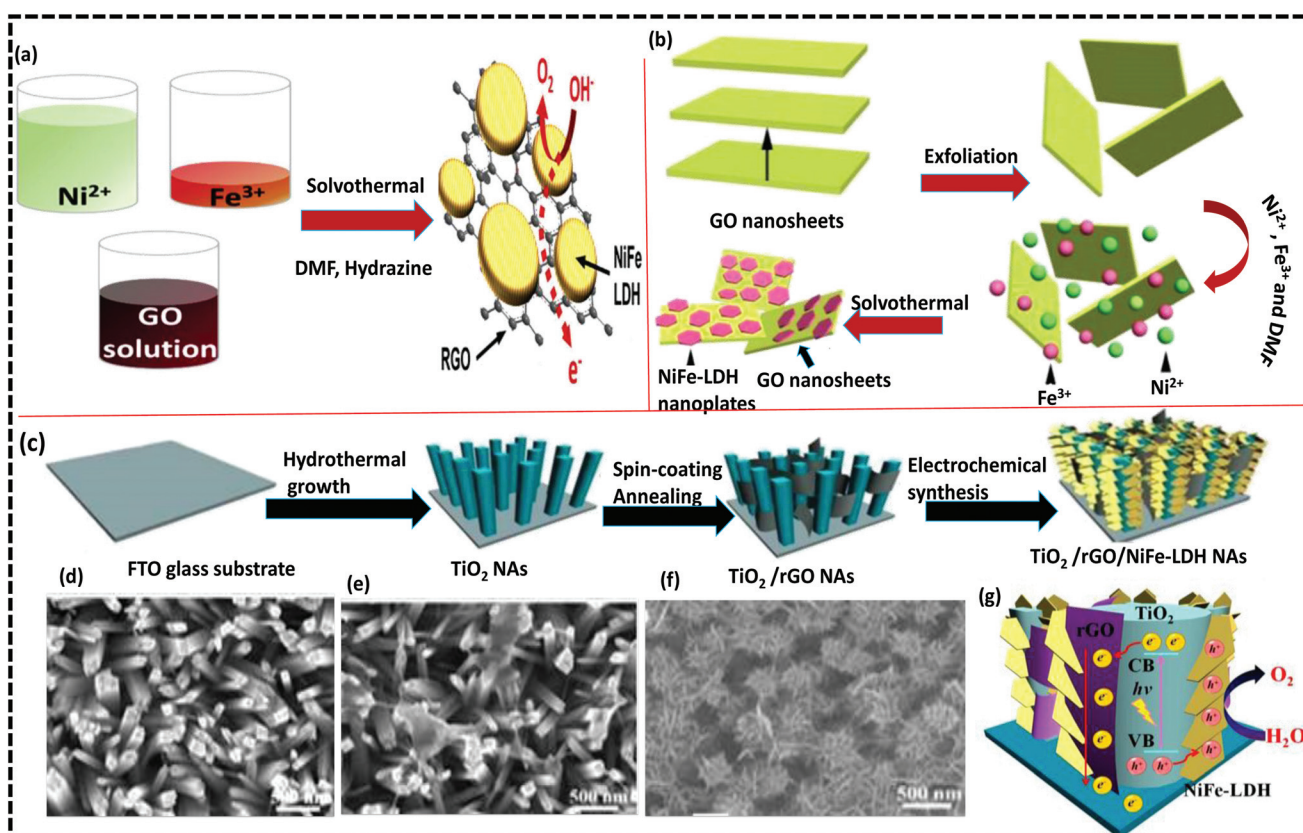 (a)
Ni²⁺
Fe³⁺
GO
solution
Solvothermal
DMF, Hydrazine
O₂
OH⁻
NiFe
LDH
RGO
e⁻
(b)
GO nanosheets
Exfoliation
Ni²⁺, Fe³⁺ and DMF
Solvothermal
NiFe-LDH
nanoplates
GO nanosheets
Fe³⁺
Ni²⁺
(c)
Hydrothermal
growth
Spin-coating
Annealing
Electrochemical
synthesis
FTO glass substrate
TiO₂ NAs
TiO₂ /rGO NAs
TiO₂ /rGO/NiFe-LDH NAs
(d)
500 nm
(e)
500 nm
(f)
500 nm
(g)
TiO₂
rGO
e⁻ e⁻
e⁻
CB
hν
VB
e⁻
e⁻
e⁻
e⁻
h⁺ h⁺
h⁺
h⁺
h⁺
h⁺
O₂
H₂O
NiFe-LDH